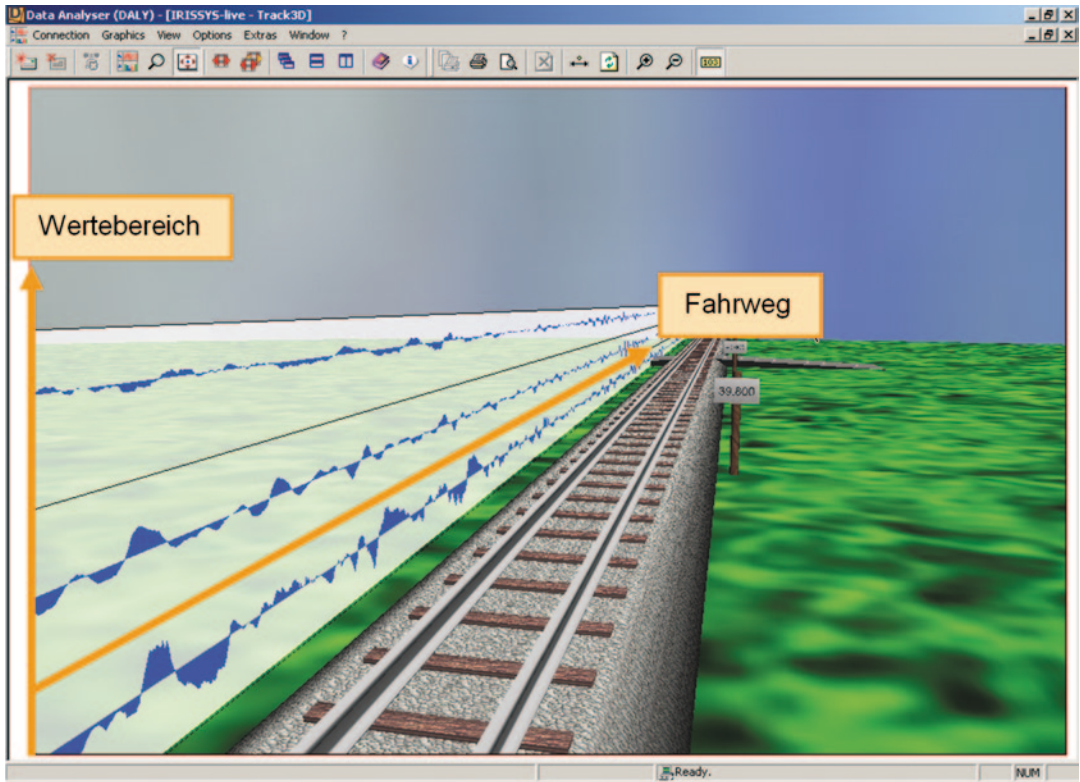 Data Analyser (DALY) - [IRISSYS-live - Track3D]
Connection Graphics View Options Extras Window ?
Wertebereich
Fahrweg
39.800
Ready.
NUM